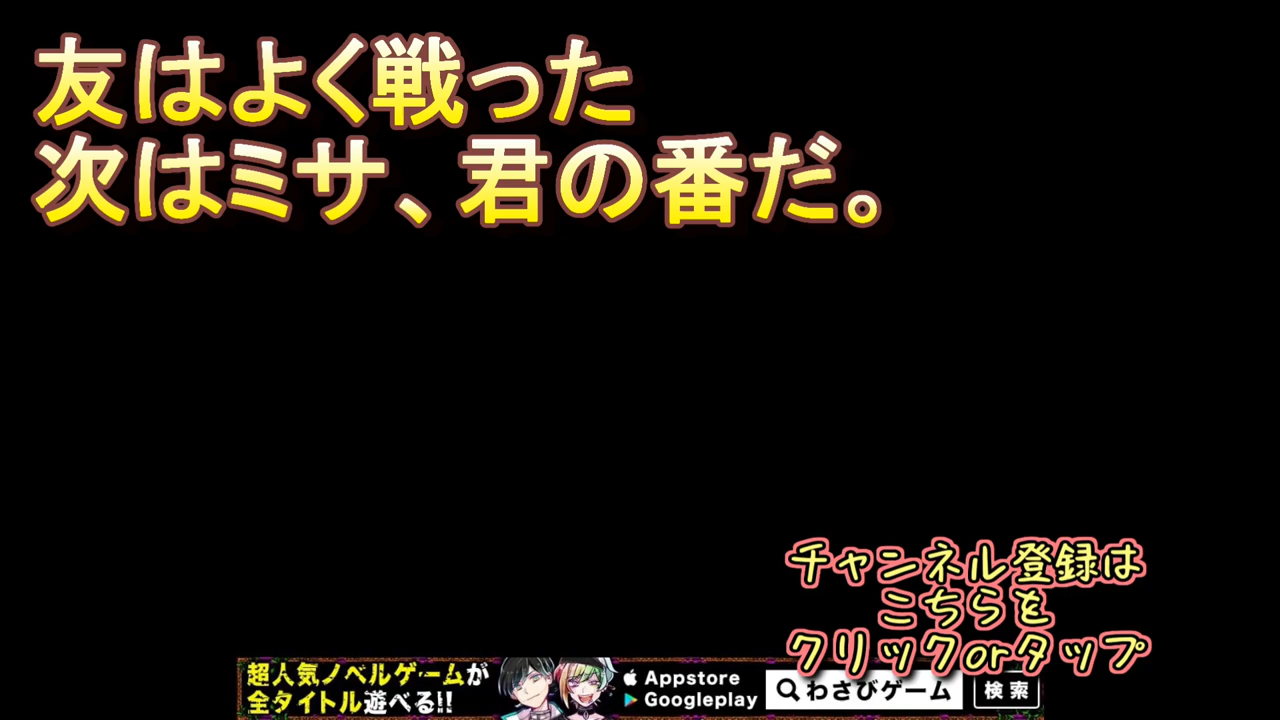 友はよく戦った
次はミサ、君の番だ。
チャンネル登録は
こちらを
クリックorタップ
超人気ノベルゲームが
全タイトル遊べる!!
Appstore
Googleplay
わさびゲーム
検索